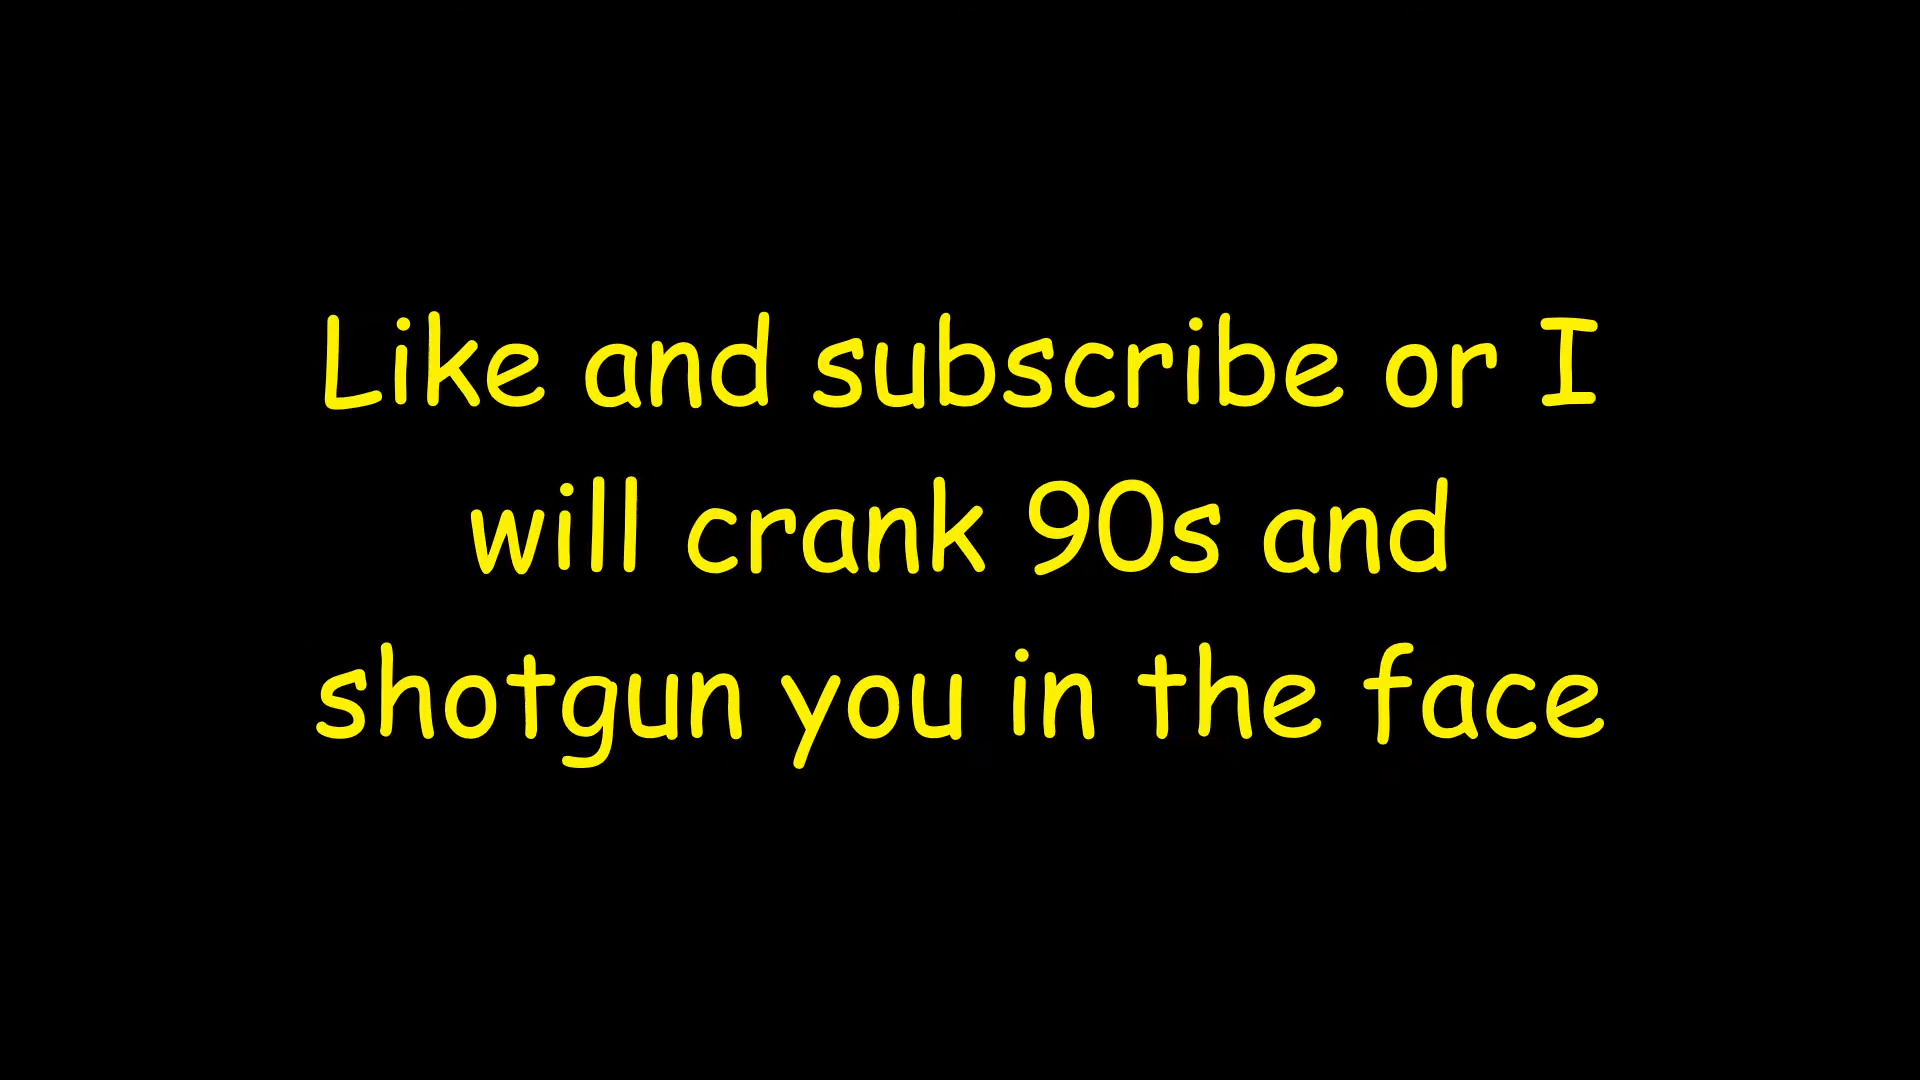 Like and subscribe or I
will crank 90s and
shotgun you in the face